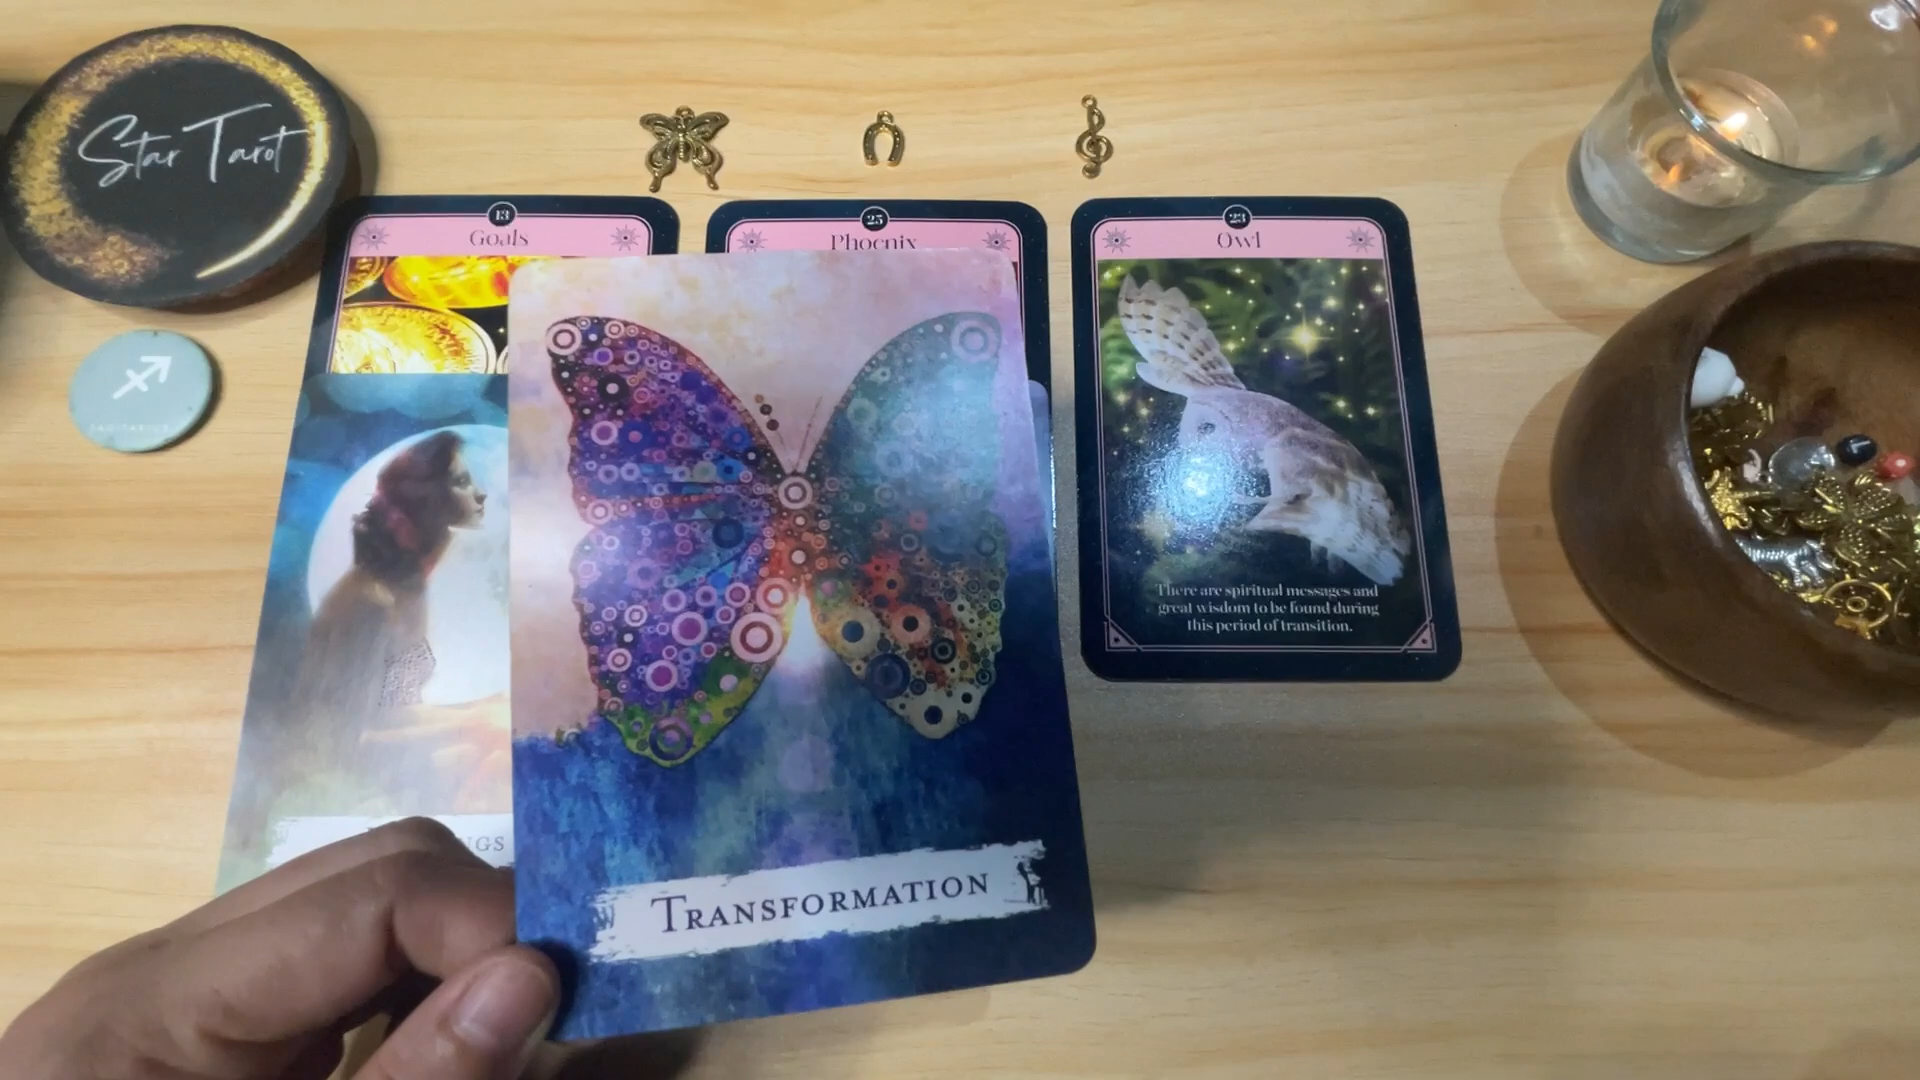 Star Tarot
SAGITTARIUS
13
Goals
25
Phoenix
23
Owl
There are spiritual messages and
great wisdom to be found during
this period of transition.
TRANSFORMATION